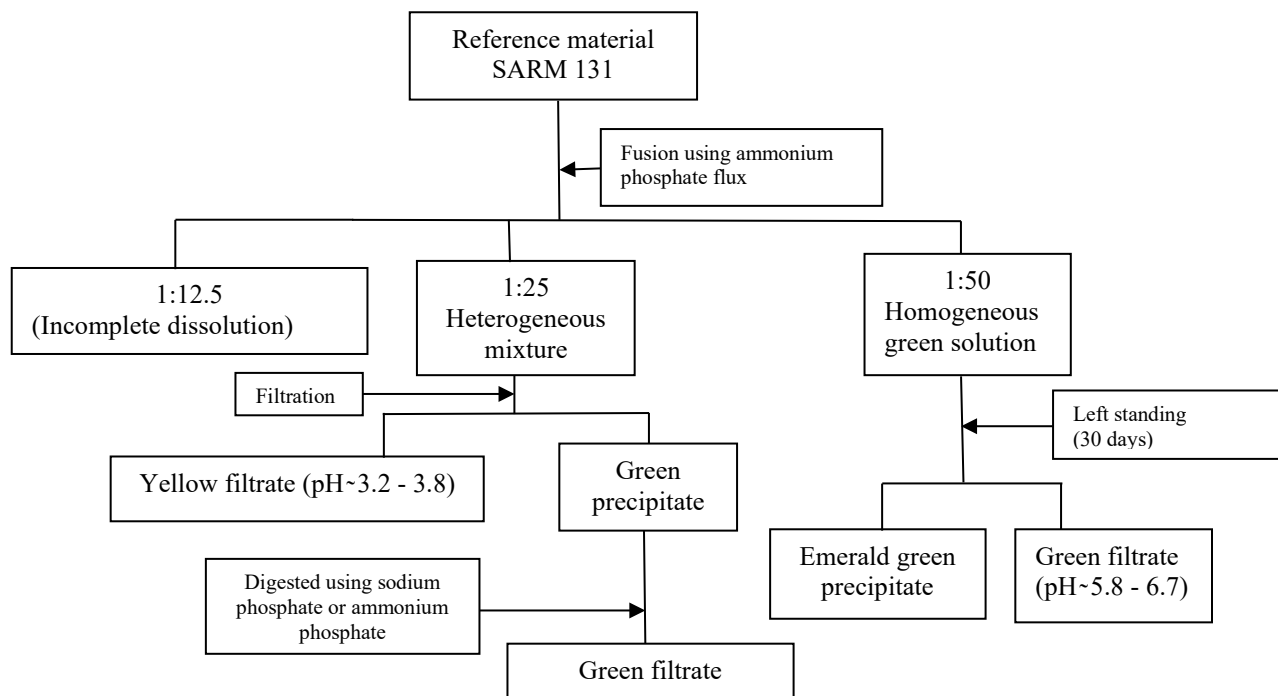 Reference material
SARM 131
Fusion using ammonium
phosphate flux
1:12.5
(Incomplete dissolution)
1:25
Heterogeneous
mixture
1:50
Homogeneous
green solution
Filtration
Left standing
(30 days)
Yellow filtrate (pH~3.2 - 3.8)
Green
precipitate
Emerald green
precipitate
Green filtrate
(pH~5.8 - 6.7)
Digested using sodium
phosphate or ammonium
phosphate
Green filtrate